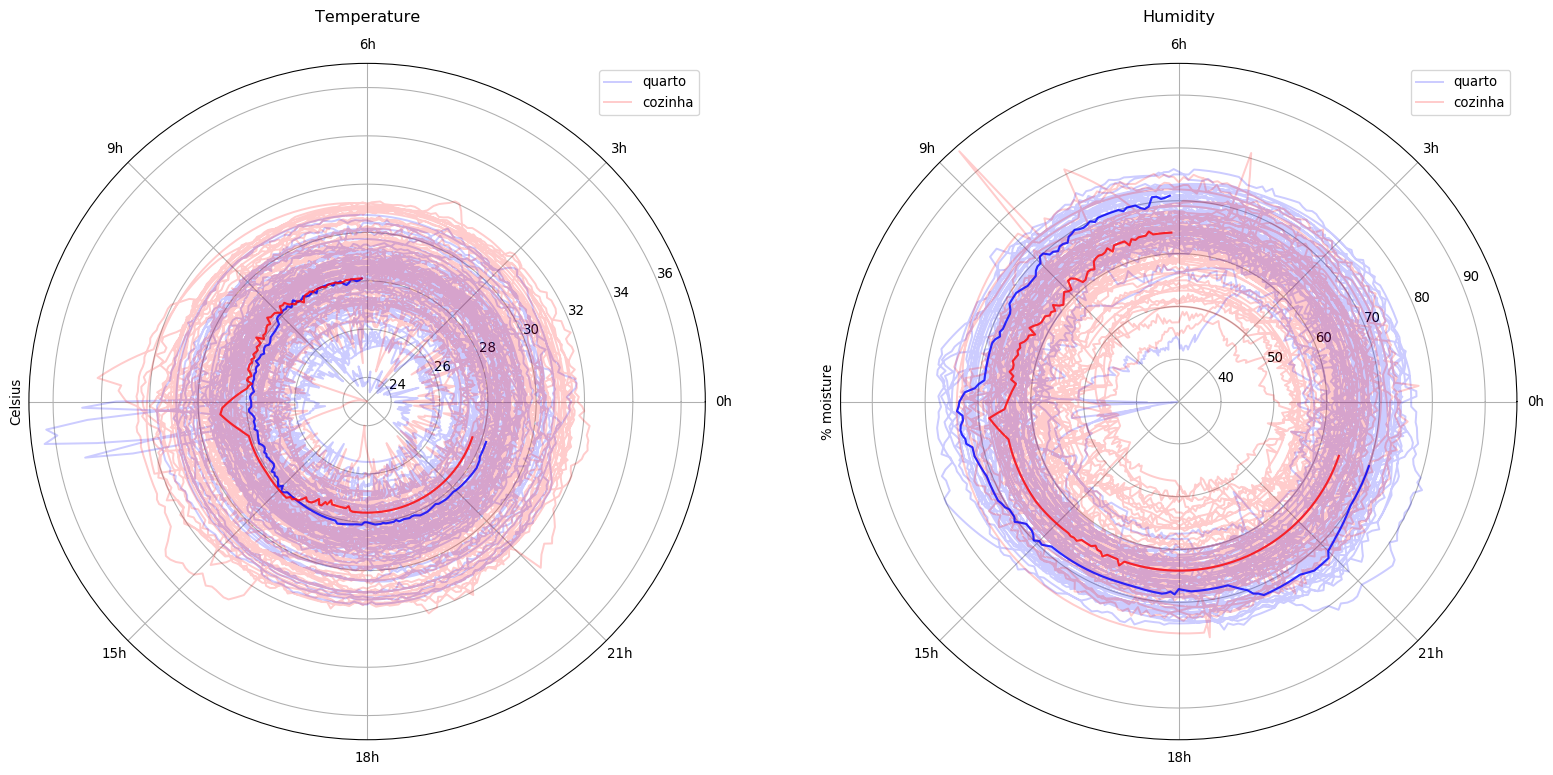 Temperature
6h
quarto
cozinha
9h
3h
36
34
32
30
28
26
24
0h
Celsius
15h
21h
18h
Humidity
6h
quarto
cozinha
9h
3h
90
80
70
60
50
40
0h
% moisture
15h
21h
18h